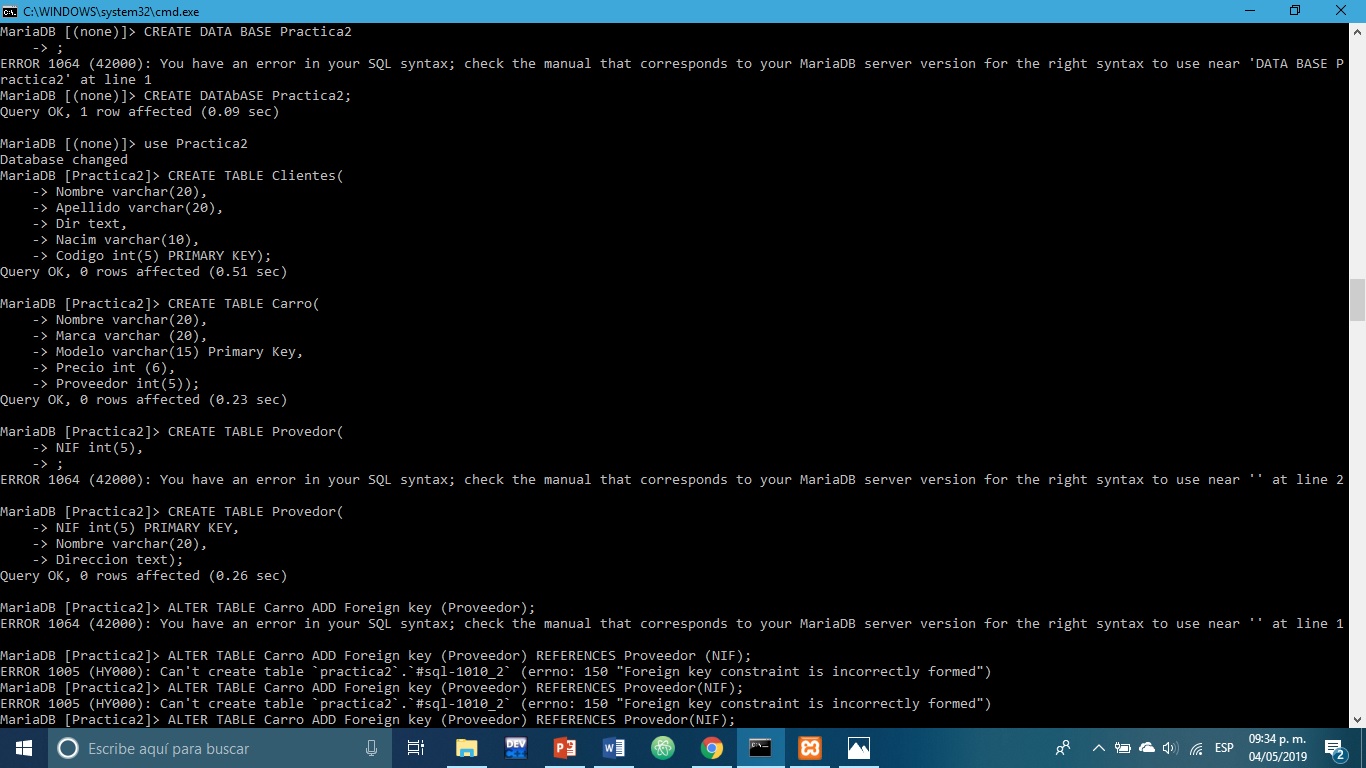 C:\WINDOWS\system32\cmd.exe
MariaDB [(none)]> CREATE DATA BASE Practica2
    -> ;
ERROR 1064 (42000): You have an error in your SQL syntax; check the manual that corresponds to your MariaDB server version for the right syntax to use near 'DATA BASE P
ractica2' at line 1
MariaDB [(none)]> CREATE DATAbASE Practica2;
Query OK, 1 row affected (0.09 sec)
MariaDB [(none)]> use Practica2
Database changed
MariaDB [Practica2]> CREATE TABLE Clientes(
    -> Nombre varchar(20),
    -> Apellido varchar(20),
    -> Dir text,
    -> Nacim varchar(10),
    -> Codigo int(5) PRIMARY KEY);
Query OK, 0 rows affected (0.51 sec)
MariaDB [Practica2]> CREATE TABLE Carro(
    -> Nombre varchar(20),
    -> Marca varchar (20),
    -> Modelo varchar(15) Primary Key,
    -> Precio int (6),
    -> Proveedor int(5));
Query OK, 0 rows affected (0.23 sec)
MariaDB [Practica2]> CREATE TABLE Provedor(
    -> NIF int(5),
    -> ;
ERROR 1064 (42000): You have an error in your SQL syntax; check the manual that corresponds to your MariaDB server version for the right syntax to use near '' at line 2
MariaDB [Practica2]> CREATE TABLE Provedor(
    -> NIF int(5) PRIMARY KEY,
    -> Nombre varchar(20),
    -> Direccion text);
Query OK, 0 rows affected (0.26 sec)
MariaDB [Practica2]> ALTER TABLE Carro ADD Foreign key (Proveedor);
ERROR 1064 (42000): You have an error in your SQL syntax; check the manual that corresponds to your MariaDB server version for the right syntax to use near '' at line 1
MariaDB [Practica2]> ALTER TABLE Carro ADD Foreign key (Proveedor) REFERENCES Proveedor (NIF);
ERROR 1005 (HY000): Can't create table `practica2`.`#sql-1010_2` (errno: 150 "Foreign key constraint is incorrectly formed")
MariaDB [Practica2]> ALTER TABLE Carro ADD Foreign key (Proveedor) REFERENCES Proveedor(NIF);
ERROR 1005 (HY000): Can't create table `practica2`.`#sql-1010_2` (errno: 150 "Foreign key constraint is incorrectly formed")
MariaDB [Practica2]> ALTER TABLE Carro ADD Foreign key (Proveedor) REFERENCES Provedor(NIF);
Escribe aquí para buscar
DEV
ESP
09:34 p. m.
04/05/2019
2